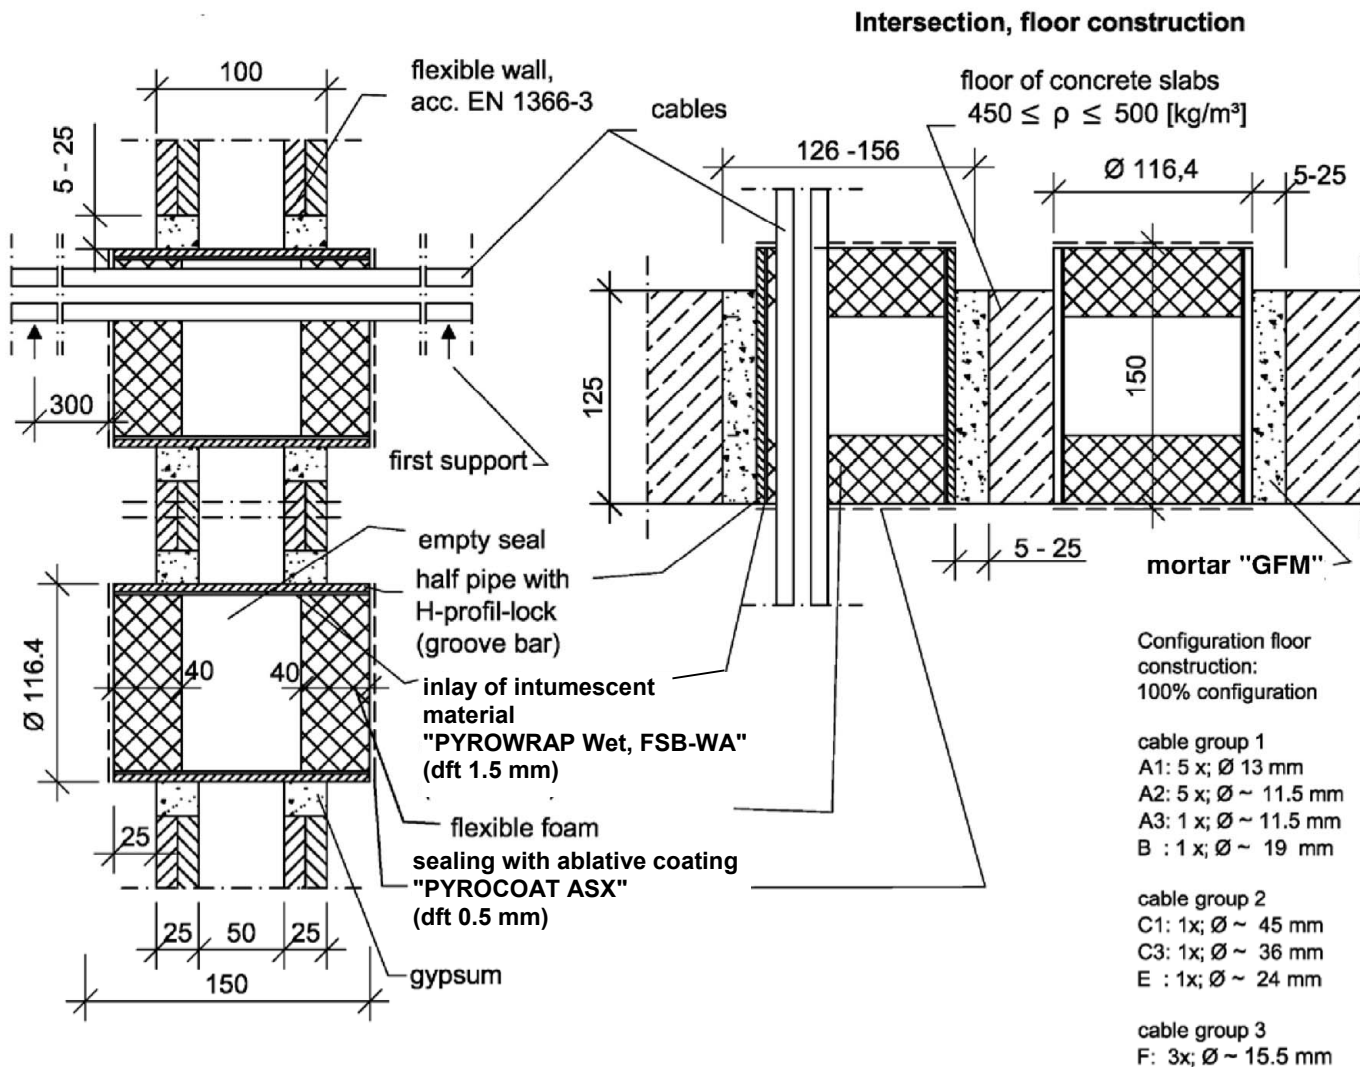 Intersection, floor construction
100
flexible wall,
acc. EN 1366-3
cables
floor of concrete slabs
450 ≤ ρ ≤ 500 [kg/m³]
5 - 25
126 -156
Ø 116,4
5-25
300
first support
125
150
5 - 25
mortar "GFM"
empty seal
half pipe with
H-profil-lock
(groove bar)
Ø 116.4
40
40
inlay of intumescent
material
"PYROWRAP Wet, FSB-WA"
(dft 1.5 mm)
flexible foam
sealing with ablative coating
"PYROCOAT ASX"
(dft 0.5 mm)
25
25
50
25
150
gypsum
Configuration floor
construction:
100% configuration
cable group 1
A1: 5 x; Ø 13 mm
A2: 5 x; Ø ~ 11.5 mm
A3: 1 x; Ø ~ 11.5 mm
B : 1 x; Ø ~ 19 mm
cable group 2
C1: 1x; Ø ~ 45 mm
C3: 1x; Ø ~ 36 mm
E : 1x; Ø ~ 24 mm
cable group 3
F: 3x; Ø ~ 15.5 mm